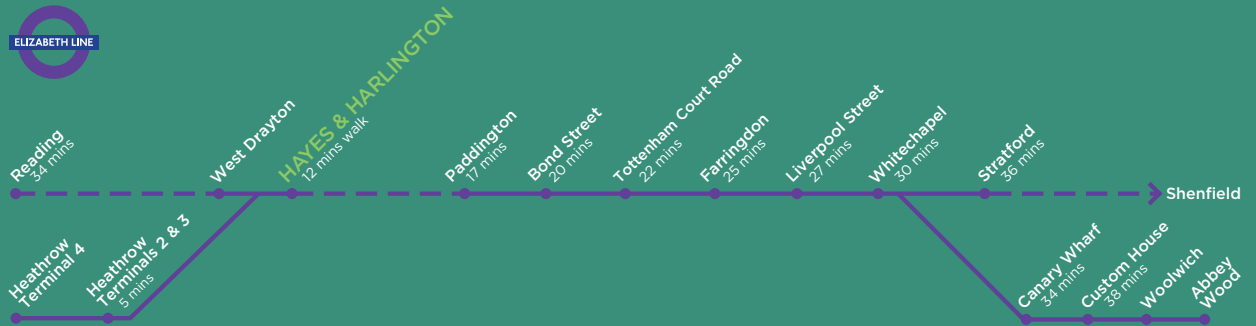 ELIZABETH LINE
Reading
34 mins
West Drayton
HAYES & HARLINGTON
12 mins walk
Paddington
17 mins
Bond Street
20 mins
Tottenham Court Road
22 mins
Farringdon
25 mins
Liverpool Street
27 mins
Whitechapel
30 mins
Stratford
36 mins
Shenfield
Heathrow
Terminal 4
Heathrow
Terminals 2 & 3
5 mins
Canary Wharf
34 mins
Custom House
38 mins
Woolwich
Abbey
Wood